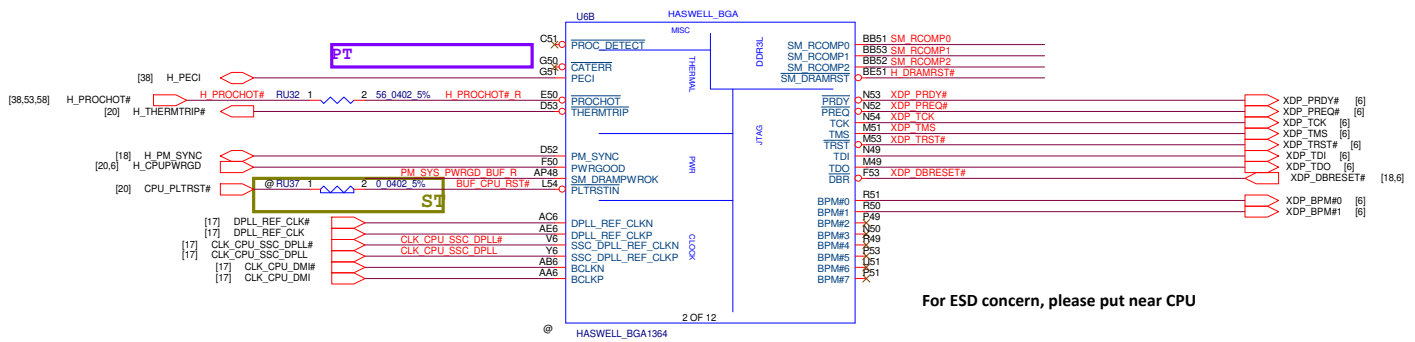 U6B
HASWELL_BGA
MISC
DDR3L
THERMAL
JTAG
PWR
CLOCK
PT
C51 PROC_DETECT
G50 CATERR
[38] H_PECI G51 PECI
[38,53,58] H_PROCHOT# H_PROCHOT# RU32 1 2 56_0402_5% H_PROCHOT#_R E50 PROCHOT
[20] H_THERMTRIP# D53 THERMTRIP
[18] H_PM_SYNC D52 PM_SYNC
[20,6] H_CPUPWRGD F50 PWRGOOD
PM_SYS_PWRGD_BUF_R AP48 SM_DRAMPWROK
[20] CPU_PLTRST# @ RU37 1 2 0_0402_5% BUF_CPU_RST# L54 PLTRSTIN
ST
[17] DPLL_REF_CLK# AC6 DPLL_REF_CLKN
[17] DPLL_REF_CLK AE6 DPLL_REF_CLKP
[17] CLK_CPU_SSC_DPLL# CLK_CPU_SSC_DPLL# V6 SSC_DPLL_REF_CLKN
[17] CLK_CPU_SSC_DPLL CLK_CPU_SSC_DPLL Y6 SSC_DPLL_REF_CLKP
[17] CLK_CPU_DMI# AB6 BCLKN
[17] CLK_CPU_DMI AA6 BCLKP
SM_RCOMP0 BB51 SM_RCOMP0
SM_RCOMP1 BB53 SM_RCOMP1
SM_RCOMP2 BB52 SM_RCOMP2
SM_DRAMRST BE51 H_DRAMRST#
PRDY N53 XDP_PRDY# XDP_PRDY# [6]
PREQ N52 XDP_PREQ# XDP_PREQ# [6]
TCK N54 XDP_TCK XDP_TCK [6]
TMS M51 XDP_TMS XDP_TMS [6]
TRST M53 XDP_TRST# XDP_TRST# [6]
TDI N49 XDP_TDI [6]
TDO M49 XDP_TDO [6]
DBR F53 XDP_DBRESET# XDP_DBRESET# [18,6]
BPM#0 R51 XDP_BPM#0 [6]
BPM#1 R50 XDP_BPM#1 [6]
BPM#2 P49
BPM#3 N50
BPM#4 R49
BPM#5 P53
BPM#6 U51
BPM#7 P51
For ESD concern, please put near CPU
2 OF 12
@
HASWELL_BGA1364